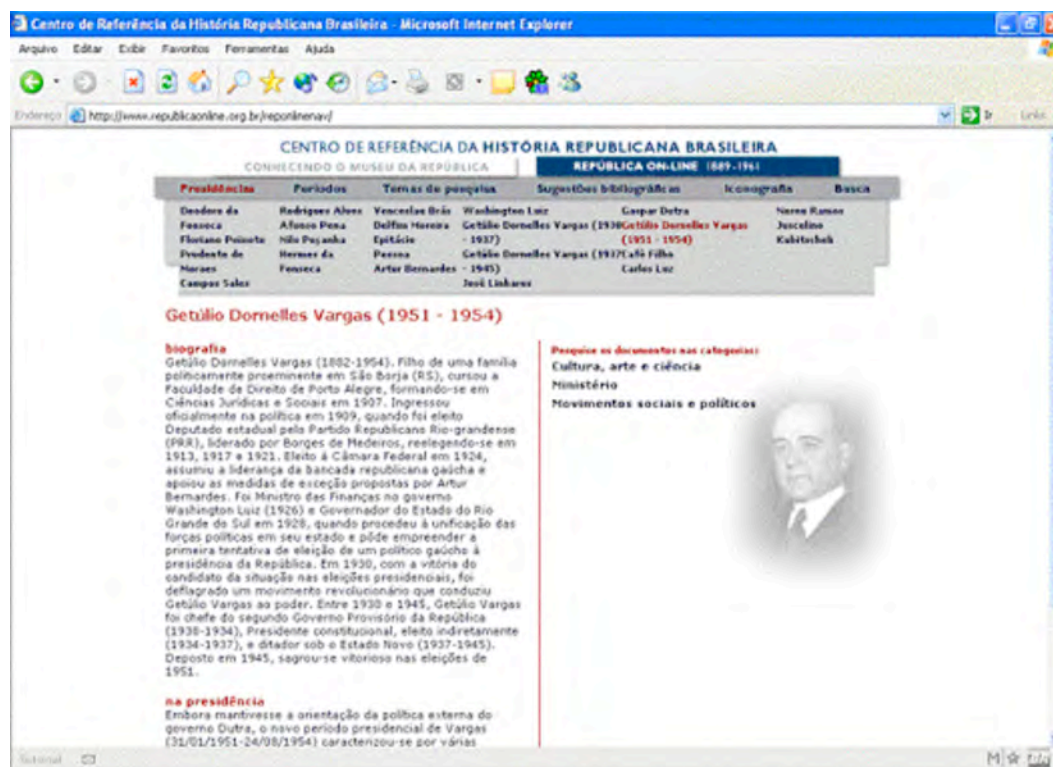 Centro de Referência da História Republicana Brasileira - Microsoft Internet Explorer
Arquivo Editar Exibir Favoritos Ferramentas Ajuda
Endereço http://www.republicaonline.org.br/reponlinenav/ Ir Links
CENTRO DE REFERÊNCIA DA HISTÓRIA REPUBLICANA BRASILEIRA
CONHECENDO O MUSEU DA REPÚBLICA REPÚBLICA ON-LINE 1889-1961
Presidências Períodos Temas de pesquisa Sugestões bibliográficas Iconografia Busca
Deodoro da Rodrigues Alves Venceslau Brás Washington Luiz Gaspar Dutra Nereu Ramos
Fonseca Afonso Pena Delfim Moreira Getúlio Dornelles Vargas (1930 Getúlio Dornelles Vargas Juscelino
Floriano Peixoto Nilo Peçanha Epitácio - 1937) (1951 - 1954) Kubitschek
Prudente de Hermes da Pessoa Getúlio Dornelles Vargas (1937 Café Filho
Moraes Fonseca Artur Bernardes - 1945) Carlos Luz
Campos Sales José Linhares
Getúlio Dornelles Vargas (1951 - 1954)
biografia
Getúlio Dornelles Vargas (1882-1954). Filho de uma família
politicamente proeminente em São Borja (RS), cursou a
Faculdade de Direito de Porto Alegre, formando-se em
Ciências Jurídicas e Sociais em 1907. Ingressou
oficialmente na política em 1909, quando foi eleito
Deputado estadual pelo Partido Republicano Rio-grandense
(PRR), liderado por Borges de Medeiros, reelegendo-se em
1913, 1917 e 1921. Eleito à Câmara Federal em 1924,
assumiu a liderança da bancada republicana gaúcha e
apoiou as medidas de exceção propostas por Artur
Bernardes. Foi Ministro das Finanças no governo
Washington Luiz (1926) e Governador do Estado do Rio
Grande do Sul em 1928, quando procedeu à unificação das
forças políticas em seu estado e pôde empreender a
primeira tentativa de eleição de um político gaúcho à
presidência da República. Em 1930, com a vitória do
candidato da situação nas eleições presidenciais, foi
deflagrado um movimento revolucionário que conduziu
Getúlio Vargas ao poder. Entre 1930 e 1945, Getúlio Vargas
foi chefe do segundo Governo Provisório da República
(1930-1934), Presidente constitucional, eleito indiretamente
(1934-1937), e ditador sob o Estado Novo (1937-1945).
Deposto em 1945, sagrou-se vitorioso nas eleições de
1951.
na presidência
Embora mantivesse a orientação da política externa do
governo Dutra, o novo período presidencial de Vargas
(31/01/1951-24/08/1954) caracterizou-se por várias
Pesquise os documentos nas categorias:
Cultura, arte e ciência
Ministério
Movimentos sociais e políticos